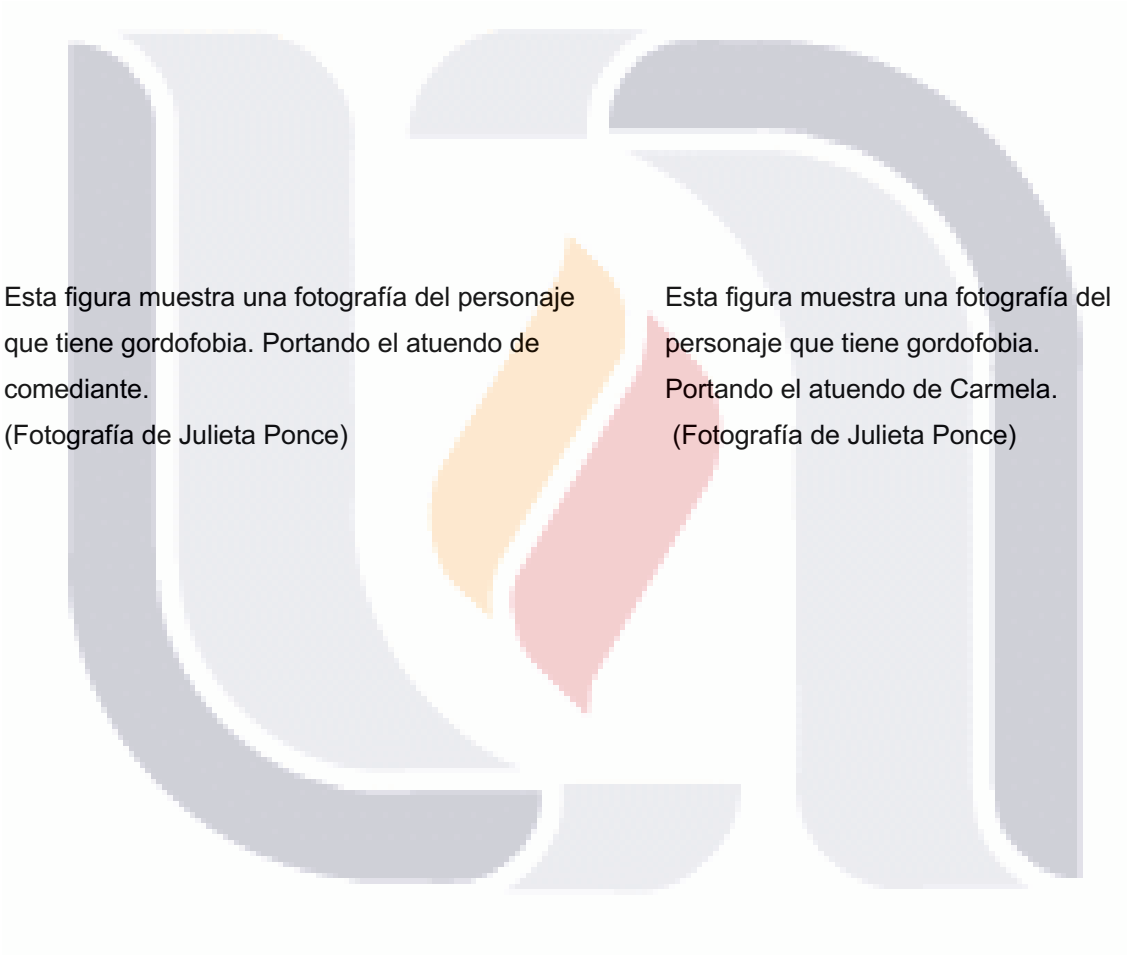 Esta figura muestra una fotografía del personaje
que tiene gordofobia. Portando el atuendo de
comediante.
(Fotografía de Julieta Ponce)
Esta figura muestra una fotografía del
personaje que tiene gordofobia.
Portando el atuendo de Carmela.
(Fotografía de Julieta Ponce)